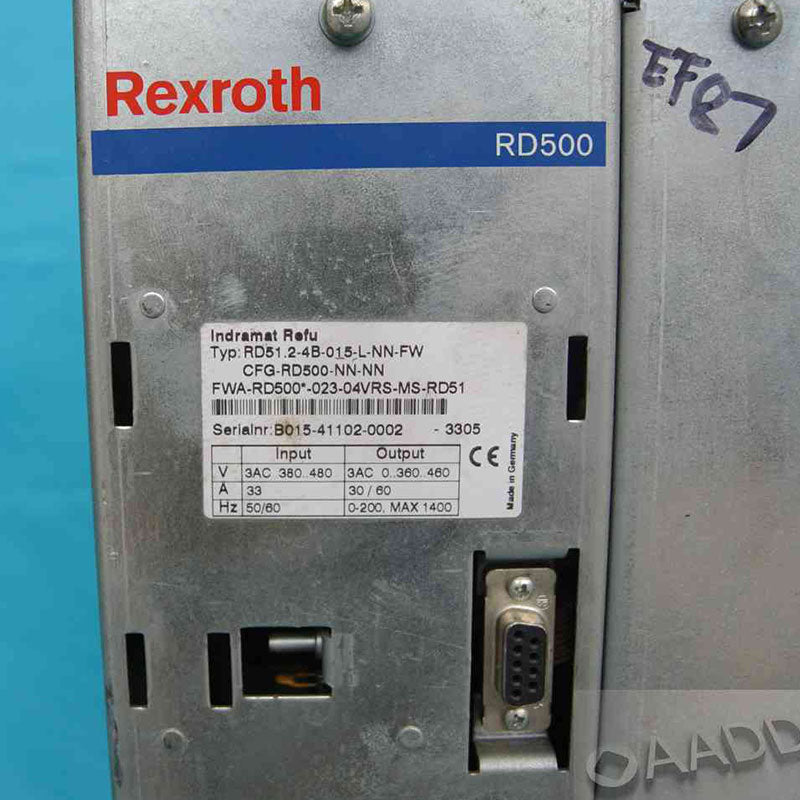 Rexroth
RD500
EF87
Indramat Refu
Typ: RD51.2-4B-015-L-NN-FW
CFG-RD500-NN-NN
FWA-RD500*-023-04VRS-MS-RD51
Serialnr: B015-41102-0002 - 3305
Input Output
V 3AC 380..480 3AC 0..360..460
A 33 30 / 60
Hz 50/60 0-200, MAX 1400
CE
Made in Germany
OAADD